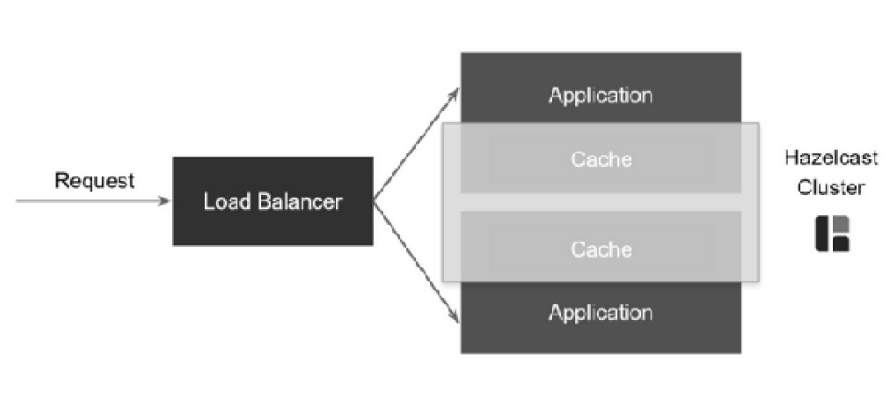 Request
Load Balancer
Application
Cache
Cache
Application
Hazelcast
Cluster